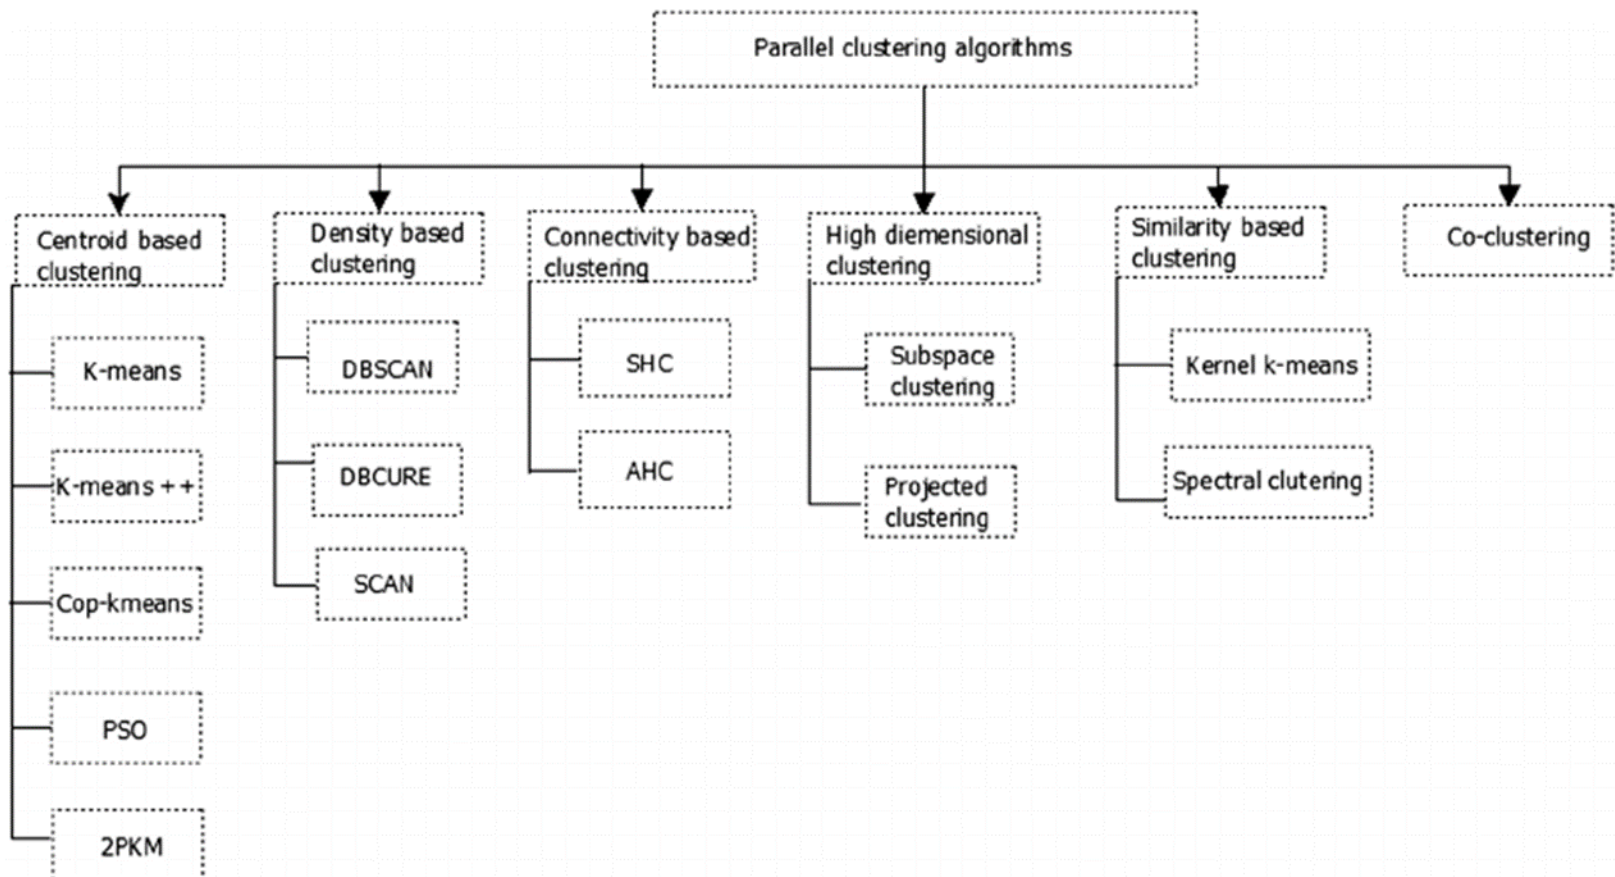 Parallel clustering algorithms
Centroid based
clustering
K-means
K-means ++
Cop-kmeans
PSO
2PKM
Density based
clustering
DBSCAN
DBCURE
SCAN
Connectivity based
clustering
SHC
AHC
High diemensional
clustering
Subspace
clustering
Projected
clustering
Similarity based
clustering
Kernel k-means
Spectral clutering
Co-clustering